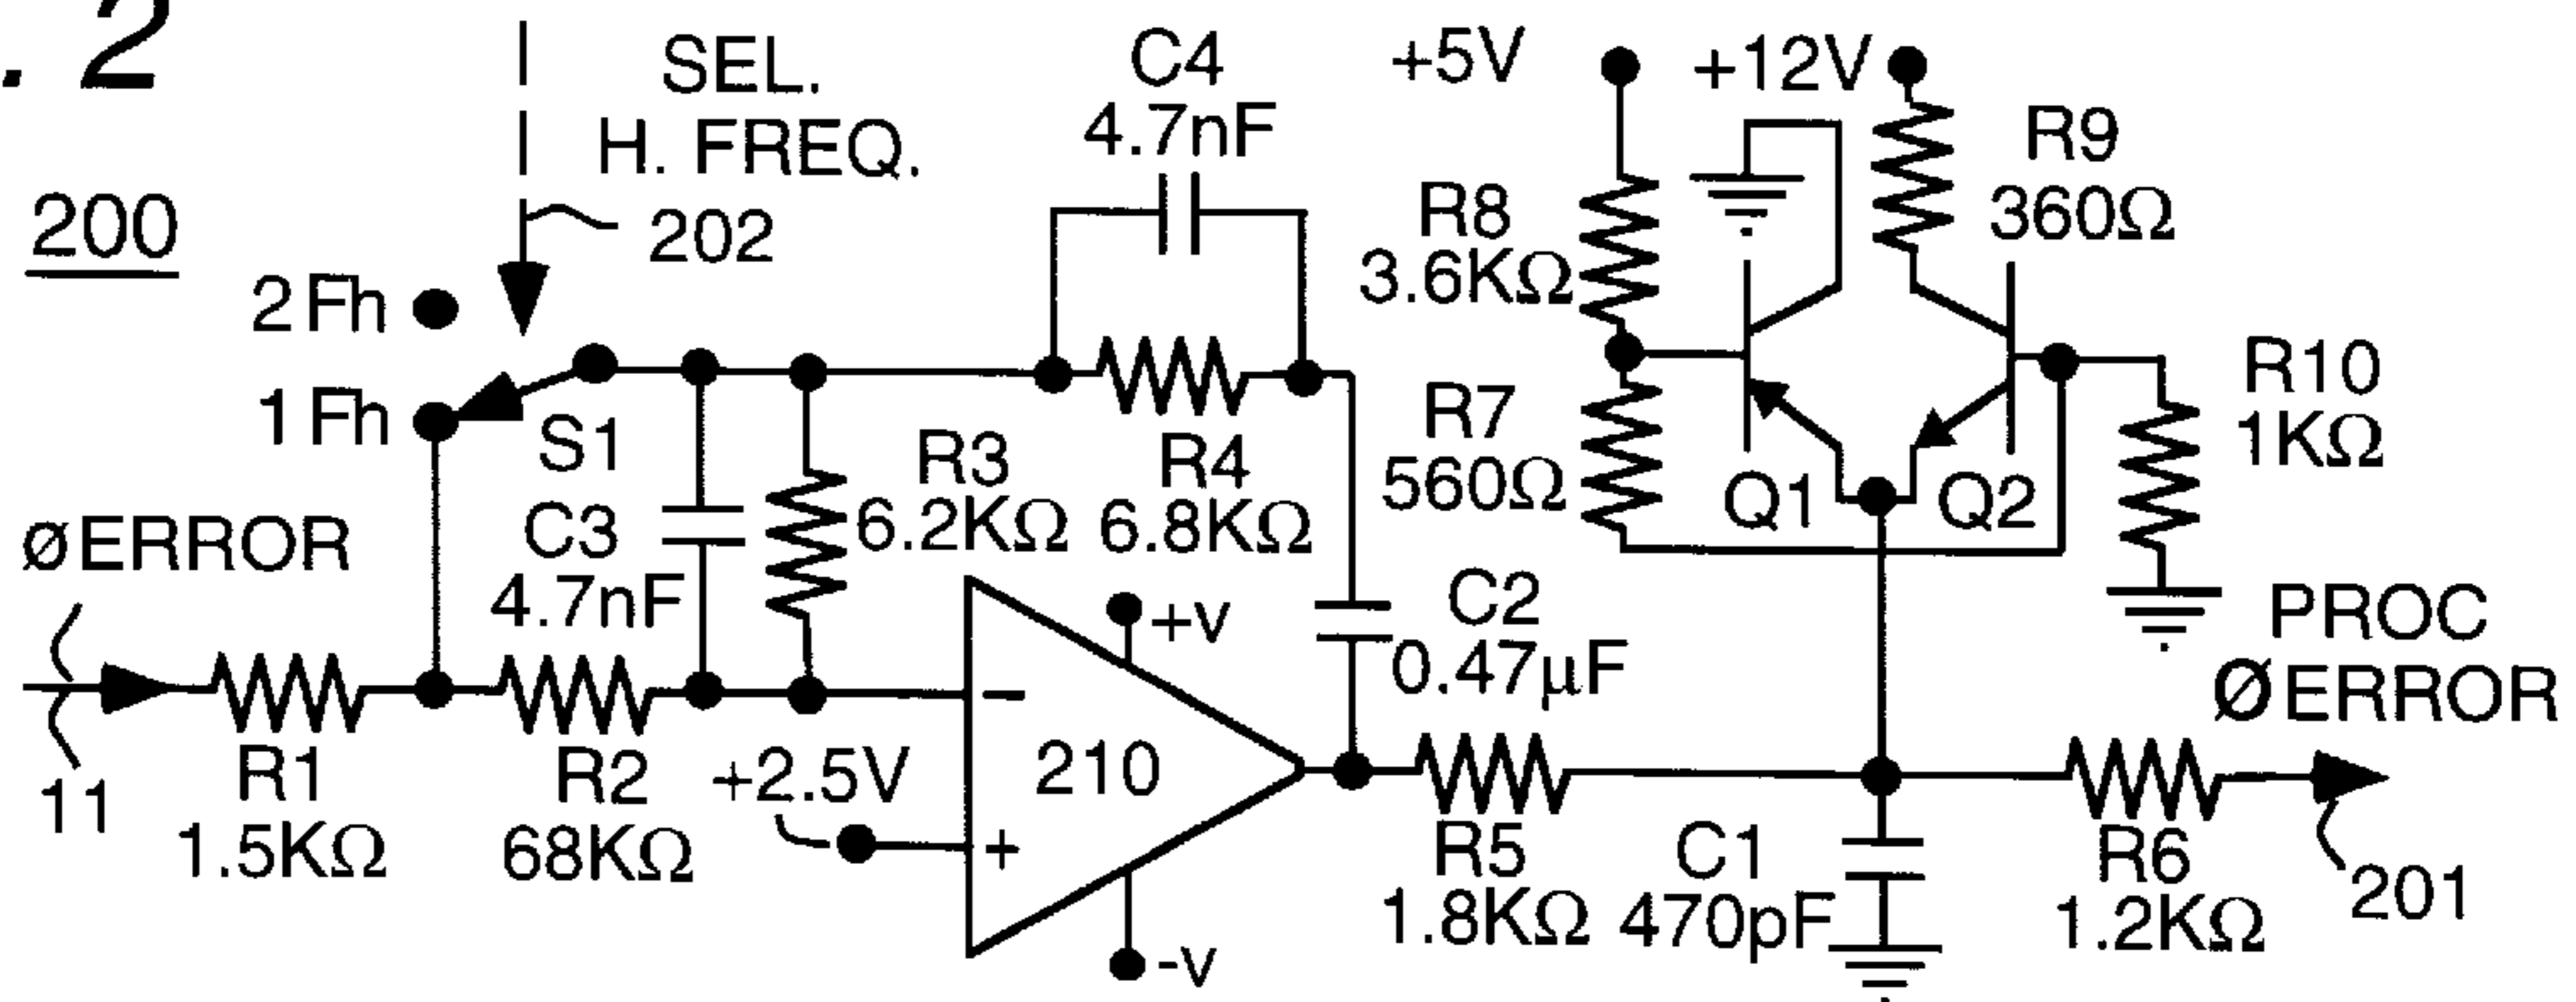 . 2
200
SEL.
H. FREQ.
202
2Fh
1Fh
S1
C4
4.7nF
+5V
+12V
R8
3.6KΩ
R9
360Ω
R7
560Ω
R10
1KΩ
Q1
Q2
C3
4.7nF
R3
6.2KΩ
R4
6.8KΩ
øERROR
11
R1
1.5KΩ
R2
68KΩ
+2.5V
210
−
+
+v
-v
C2
0.47µF
R5
1.8KΩ
C1
470pF
R6
1.2KΩ
PROC
ØERROR
201